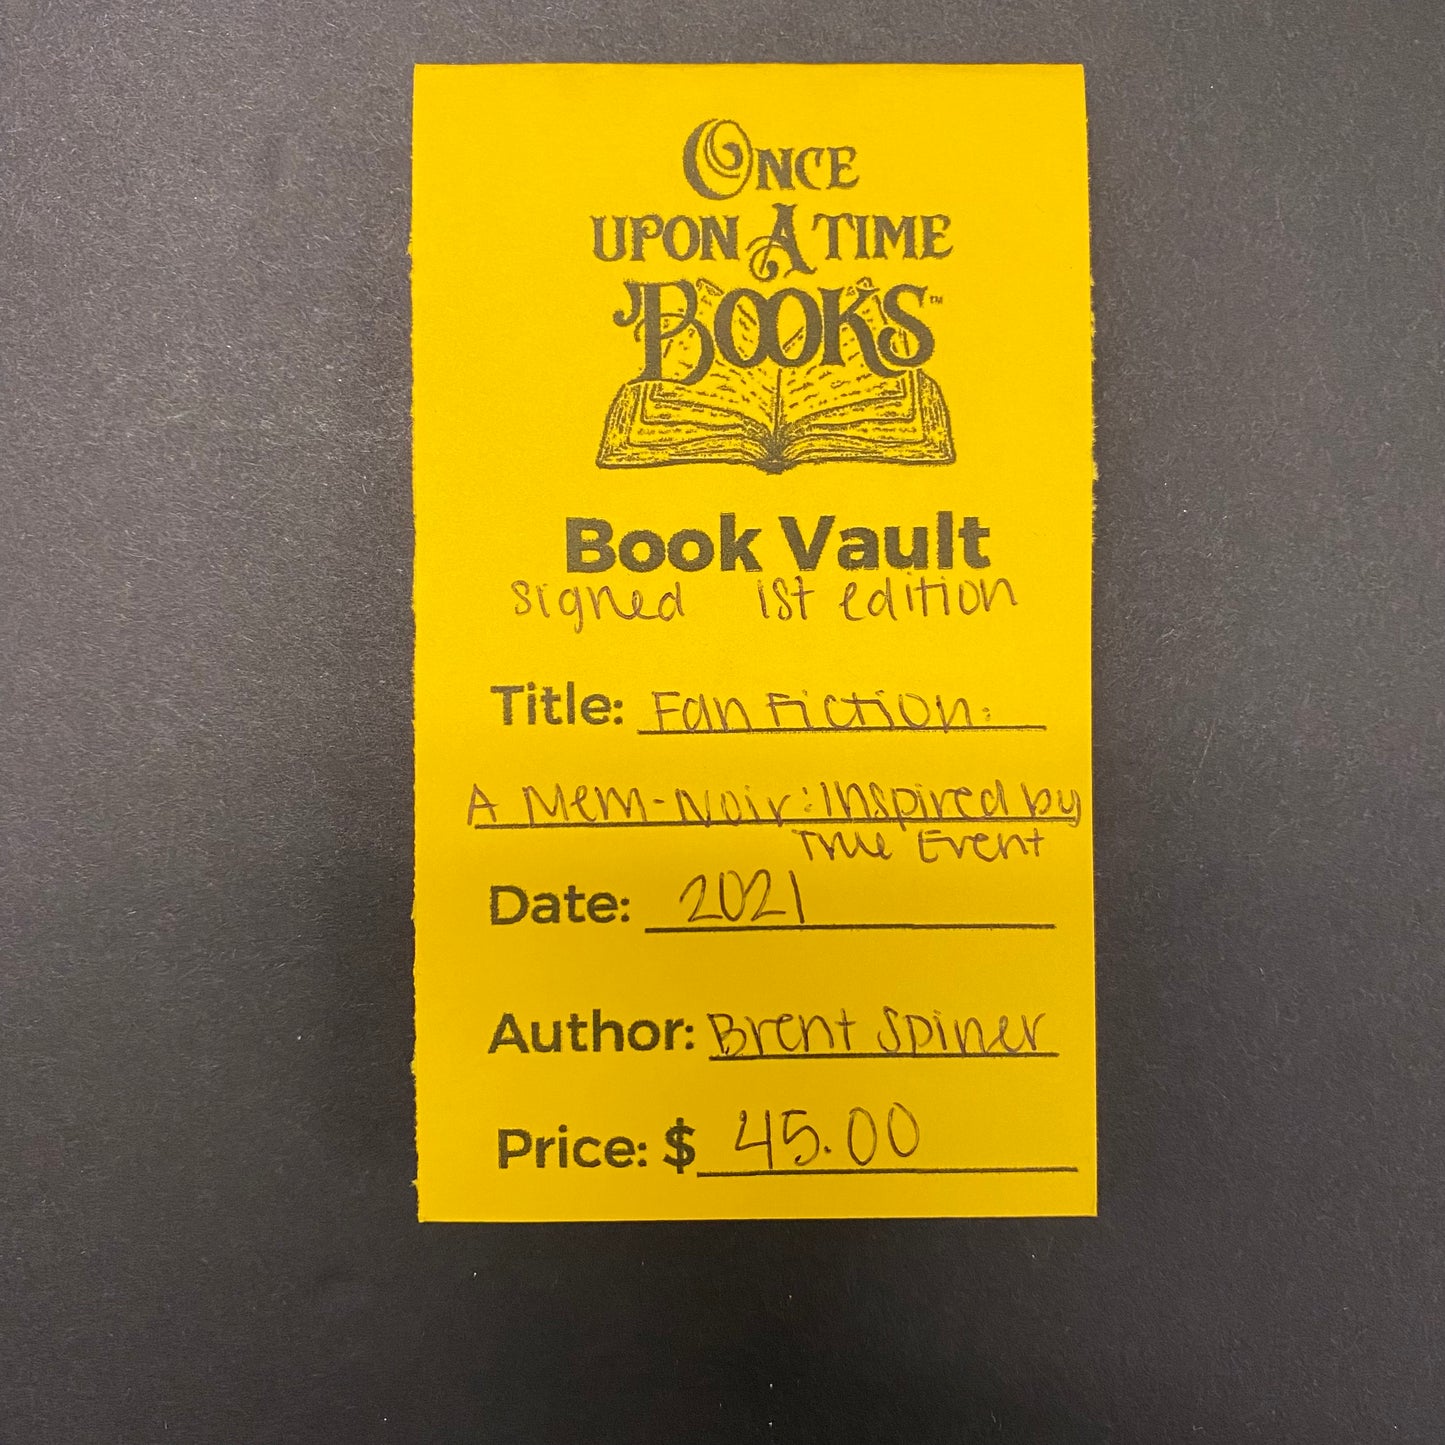 ONCE
UPON A TIME
BOOKS™
Book Vault
signed 1st edition
Title: Fan Fiction:
A Mem-Noir: Inspired by
True Event
Date: 2021
Author: Brent Spiner
Price: $ 45.00